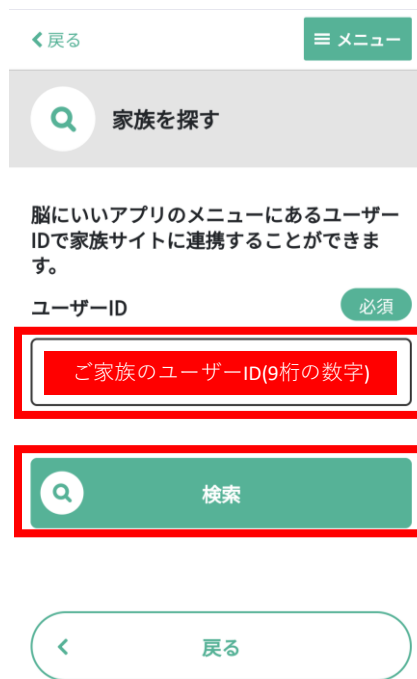 戻る
メニュー
家族を探す
脳にいいアプリのメニューにあるユーザー
IDで家族サイトに連携することができま
す。
ユーザーID
必須
ご家族のユーザーID(9桁の数字)
検索
戻る